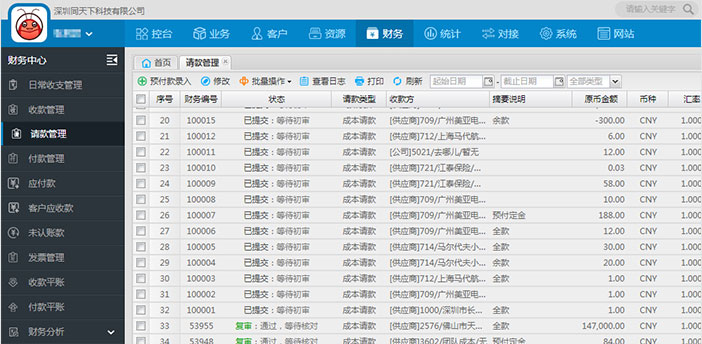 深圳同天下科技有限公司
请输入关键字
控台 业务 客户 资源 财务 统计 对接 系统 网站
财务中心
首页 请款管理
预付款录入 修改 批量操作 查看日志 打印 刷新 起始日期 - 截止日期 全部类型
序号 财务编号 状态 请款类型 收款方 摘要说明 原币金额 币种 汇率
日常收支管理
收款管理
请款管理
付款管理
应付款
客户应收款
未认账款
发票管理
收款平账
付款平账
财务分析
20 100015 已提交：等待初审 成本请款 [供应商]709/广州美亚电... 余款 -300.00 CNY 1.000
21 100012 已提交：等待初审 成本请款 [供应商]712/上海马代航... 6.00 CNY 1.000
22 100011 已提交：等待初审 成本请款 [公司]5021/去哪儿/暂无 12.00 CNY 1.000
23 100010 已提交：等待初审 成本请款 [供应商]721/江泰保险/... 0.03 CNY 1.000
24 100009 已提交：等待初审 成本请款 [供应商]721/江泰保险/... 58.00 CNY 1.000
25 100008 已提交：等待初审 成本请款 [供应商]709/广州美亚电... 10.00 CNY 1.000
26 100007 已提交：等待初审 成本请款 [供应商]709/广州美亚电... 预付定金 188.00 CNY 1.000
27 100006 已提交：等待初审 成本请款 [供应商]709/广州美亚电... 全款 12.00 CNY 1.000
28 100005 已提交：等待初审 成本请款 [供应商]714/马尔代夫小... 全款 30.00 CNY 1.000
29 100004 已提交：等待初审 成本请款 [供应商]714/马尔代夫小... 余款 20.00 CNY 1.000
30 100003 已提交：等待初审 成本请款 [供应商]712/上海马代航... 全款 1.00 CNY 1.000
31 100002 已提交：等待初审 成本请款 [供应商]709/广州美亚电... 1.00 CNY 1.000
32 100001 已提交：等待初审 成本请款 [供应商]1000/深圳市长... 全款 1.00 CNY 1.000
33 53955 复审：通过，等待核对 成本请款 [供应商]2576/佛山市天... 全款 147,000.00 CNY 1.000
34 53948 复审：通过，等待核对 成本请款 [供应商]3602/团队成本/无 预付定金 84.00 CNY 1.000